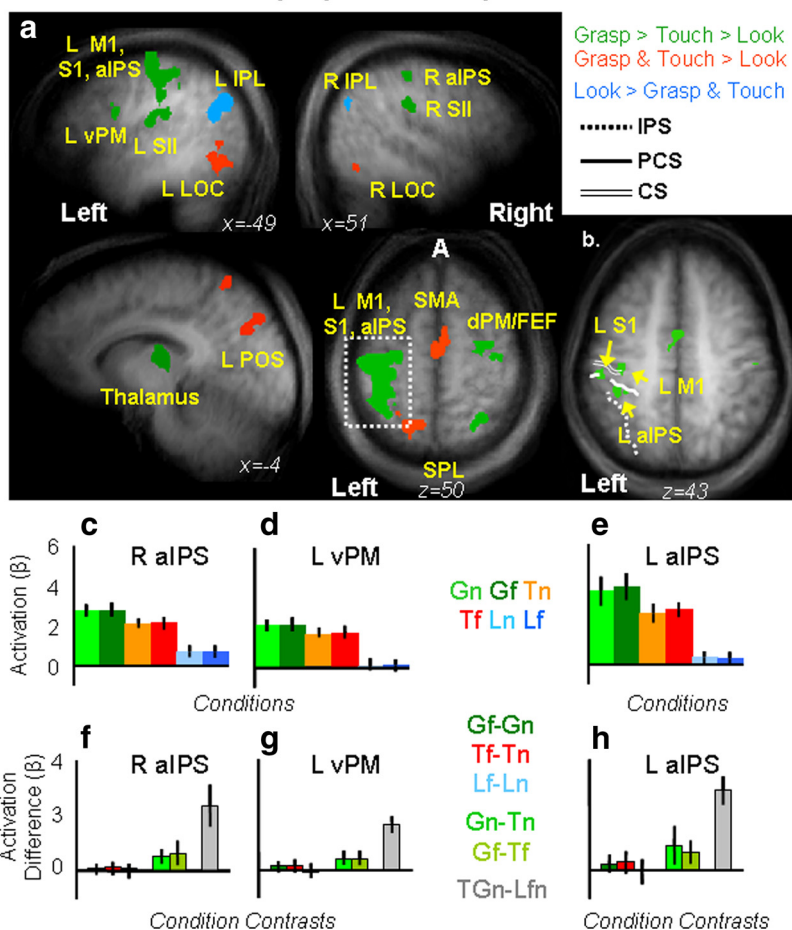 a
L M1,
S1, aIPS
L IPL
L vPM
L SII
L LOC
Left
x=-49
R IPL
R aIPS
R SII
R LOC
x=51
Right
Grasp > Touch > Look
Grasp & Touch > Look
Look > Grasp & Touch
IPS
PCS
CS
L POS
Thalamus
x=-4
A
L M1,
S1, aIPS
SMA
dPM/FEF
SPL
Left
z=50
b.
L S1
L M1
L aIPS
Left
z=43
c
R aIPS
d
L vPM
e
L aIPS
Activation (β)
6
4
2
0
Gn Gf Tn
Tf Ln Lf
Conditions
Conditions
f
R aIPS
g
L vPM
h
L aIPS
Activation
Difference (β)
4
3
0
Gf-Gn
Tf-Tn
Lf-Ln
Gn-Tn
Gf-Tf
TGn-Lfn
Condition Contrasts
Condition Contrasts